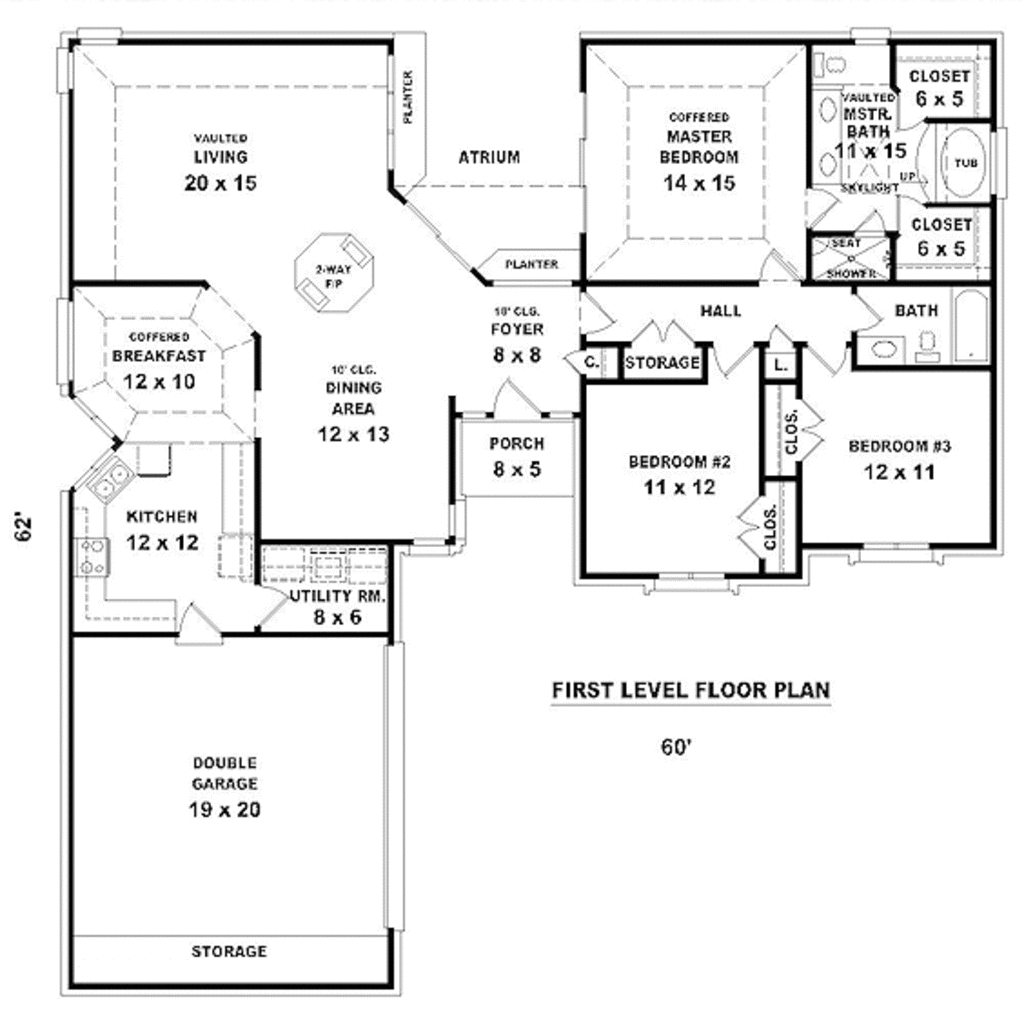 VAULTED
LIVING
20 x 15
PLANTER
ATRIUM
COFFERED
MASTER
BEDROOM
14 x 15
VAULTED
MSTR.
BATH
11 x 15
SKYLIGHT
UP
CLOSET
6 x 5
TUB
CLOSET
6 x 5
SEAT
SHOWER
2-WAY
F/P
PLANTER
COFFERED
BREAKFAST
12 x 10
10' CLG.
DINING
AREA
12 x 13
10' CLG.
FOYER
8 x 8
HALL
BATH
C.
STORAGE
L.
PORCH
8 x 5
BEDROOM #2
11 x 12
CLOS.
CLOS.
BEDROOM #3
12 x 11
62'
KITCHEN
12 x 12
UTILITY RM.
8 x 6
FIRST LEVEL FLOOR PLAN
60'
DOUBLE
GARAGE
19 x 20
STORAGE